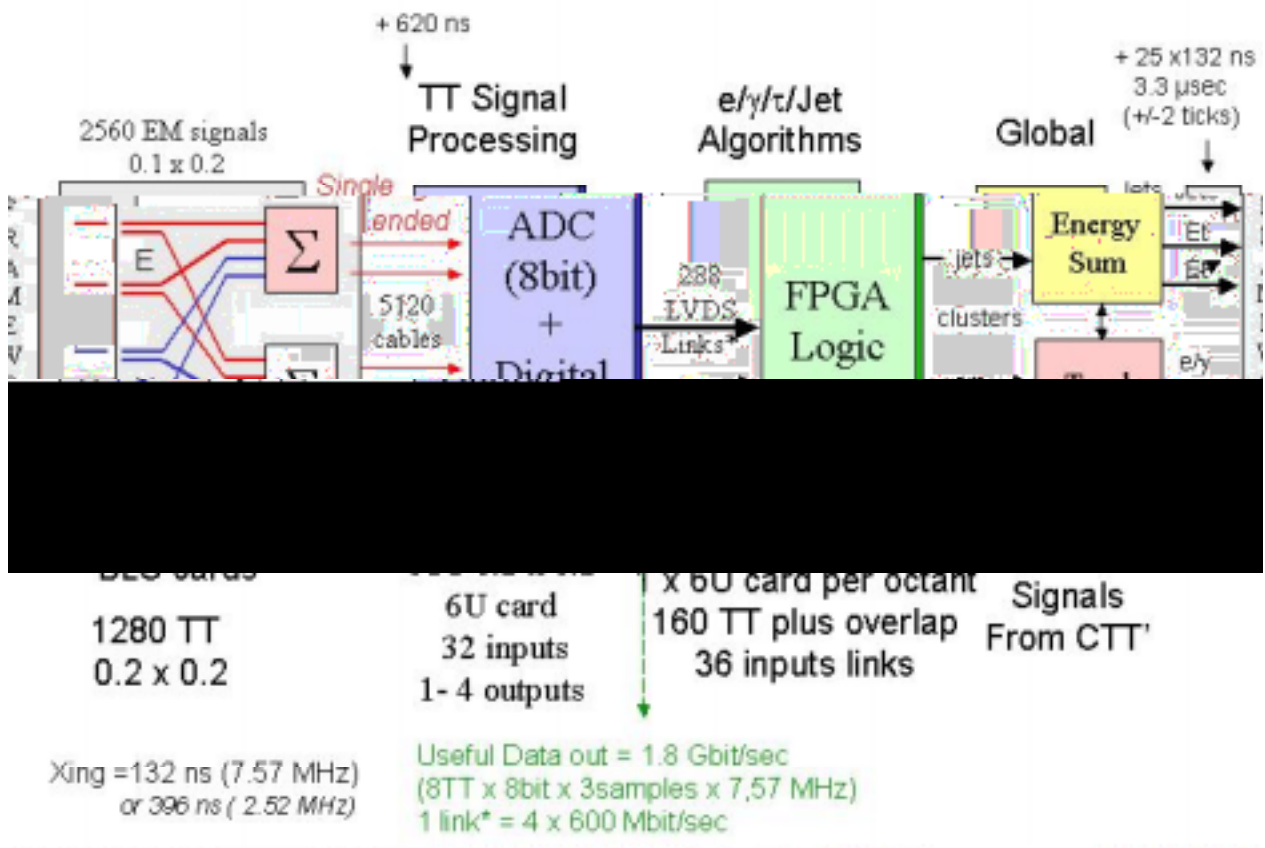 + 620 ns
+ 25 x132 ns
3.3 µsec
(+/-2 ticks)
TT Signal
Processing
e/γ/τ/Jet
Algorithms
Global
2560 EM signals
0.1 x 0.2
Single
ended
E
Σ
5120
cables
ADC
(8bit)
+
Digital
288
LVDS
Links*
FPGA
Logic
jets
clusters
Energy
Sum
Et
e/γ
x 6U card per octant
160 TT plus overlap
36 inputs links
Signals
From CTT'
1280 TT
0.2 x 0.2
6U card
32 inputs
1- 4 outputs
Xing =132 ns (7.57 MHz)
or 396 ns ( 2.52 MHz)
Useful Data out = 1.8 Gbit/sec
(8TT x 8bit x 3samples x 7,57 MHz)
1 link* = 4 x 600 Mbit/sec